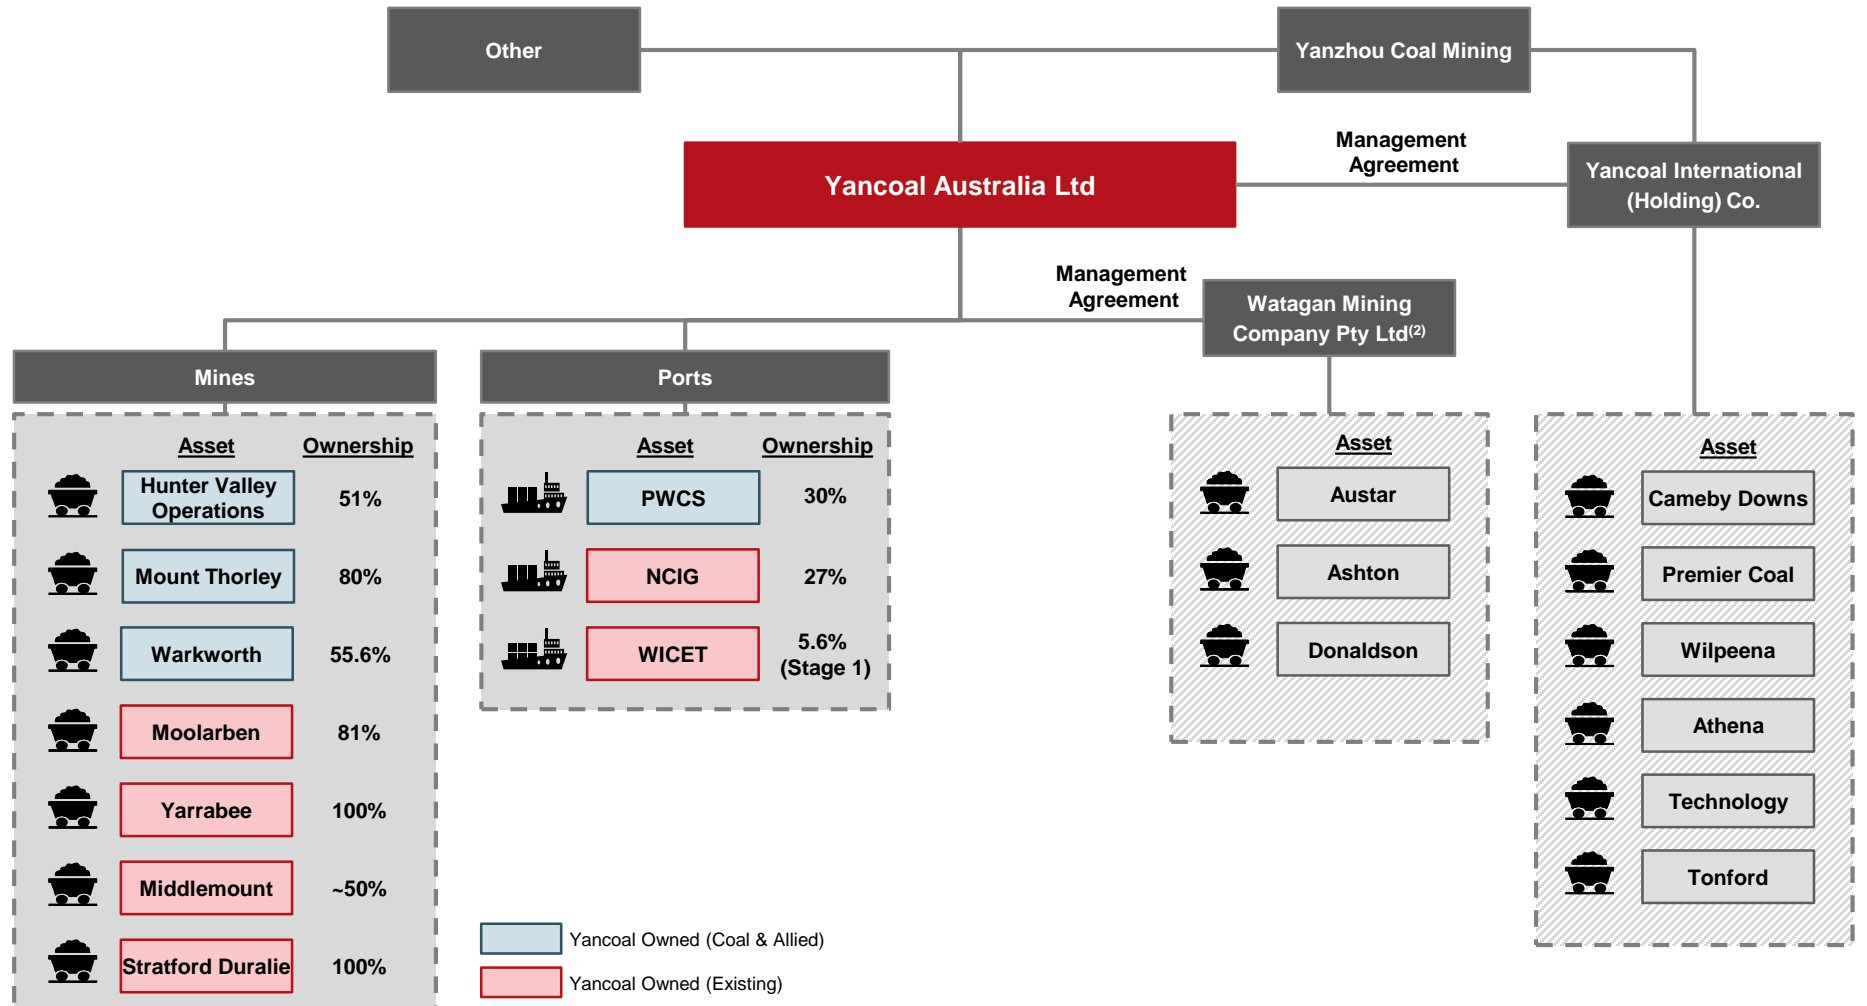 Other
Yanzhou Coal Mining
Yancoal Australia Ltd
Management
Agreement
Yancoal International
(Holding) Co.
Management
Agreement
Watagan Mining
Company Pty Ltd(2)
Mines
Asset Ownership
Hunter Valley
Operations
51%
Mount Thorley 80%
Warkworth 55.6%
Moolarben 81%
Yarrabee 100%
Middlemount ~50%
Stratford Duralie 100%
Ports
Asset Ownership
PWCS 30%
NCIG 27%
WICET
5.6%
(Stage 1)
Asset
Austar
Ashton
Donaldson
Asset
Cameby Downs
Premier Coal
Wilpeena
Athena
Technology
Tonford
Yancoal Owned (Coal & Allied)
Yancoal Owned (Existing)